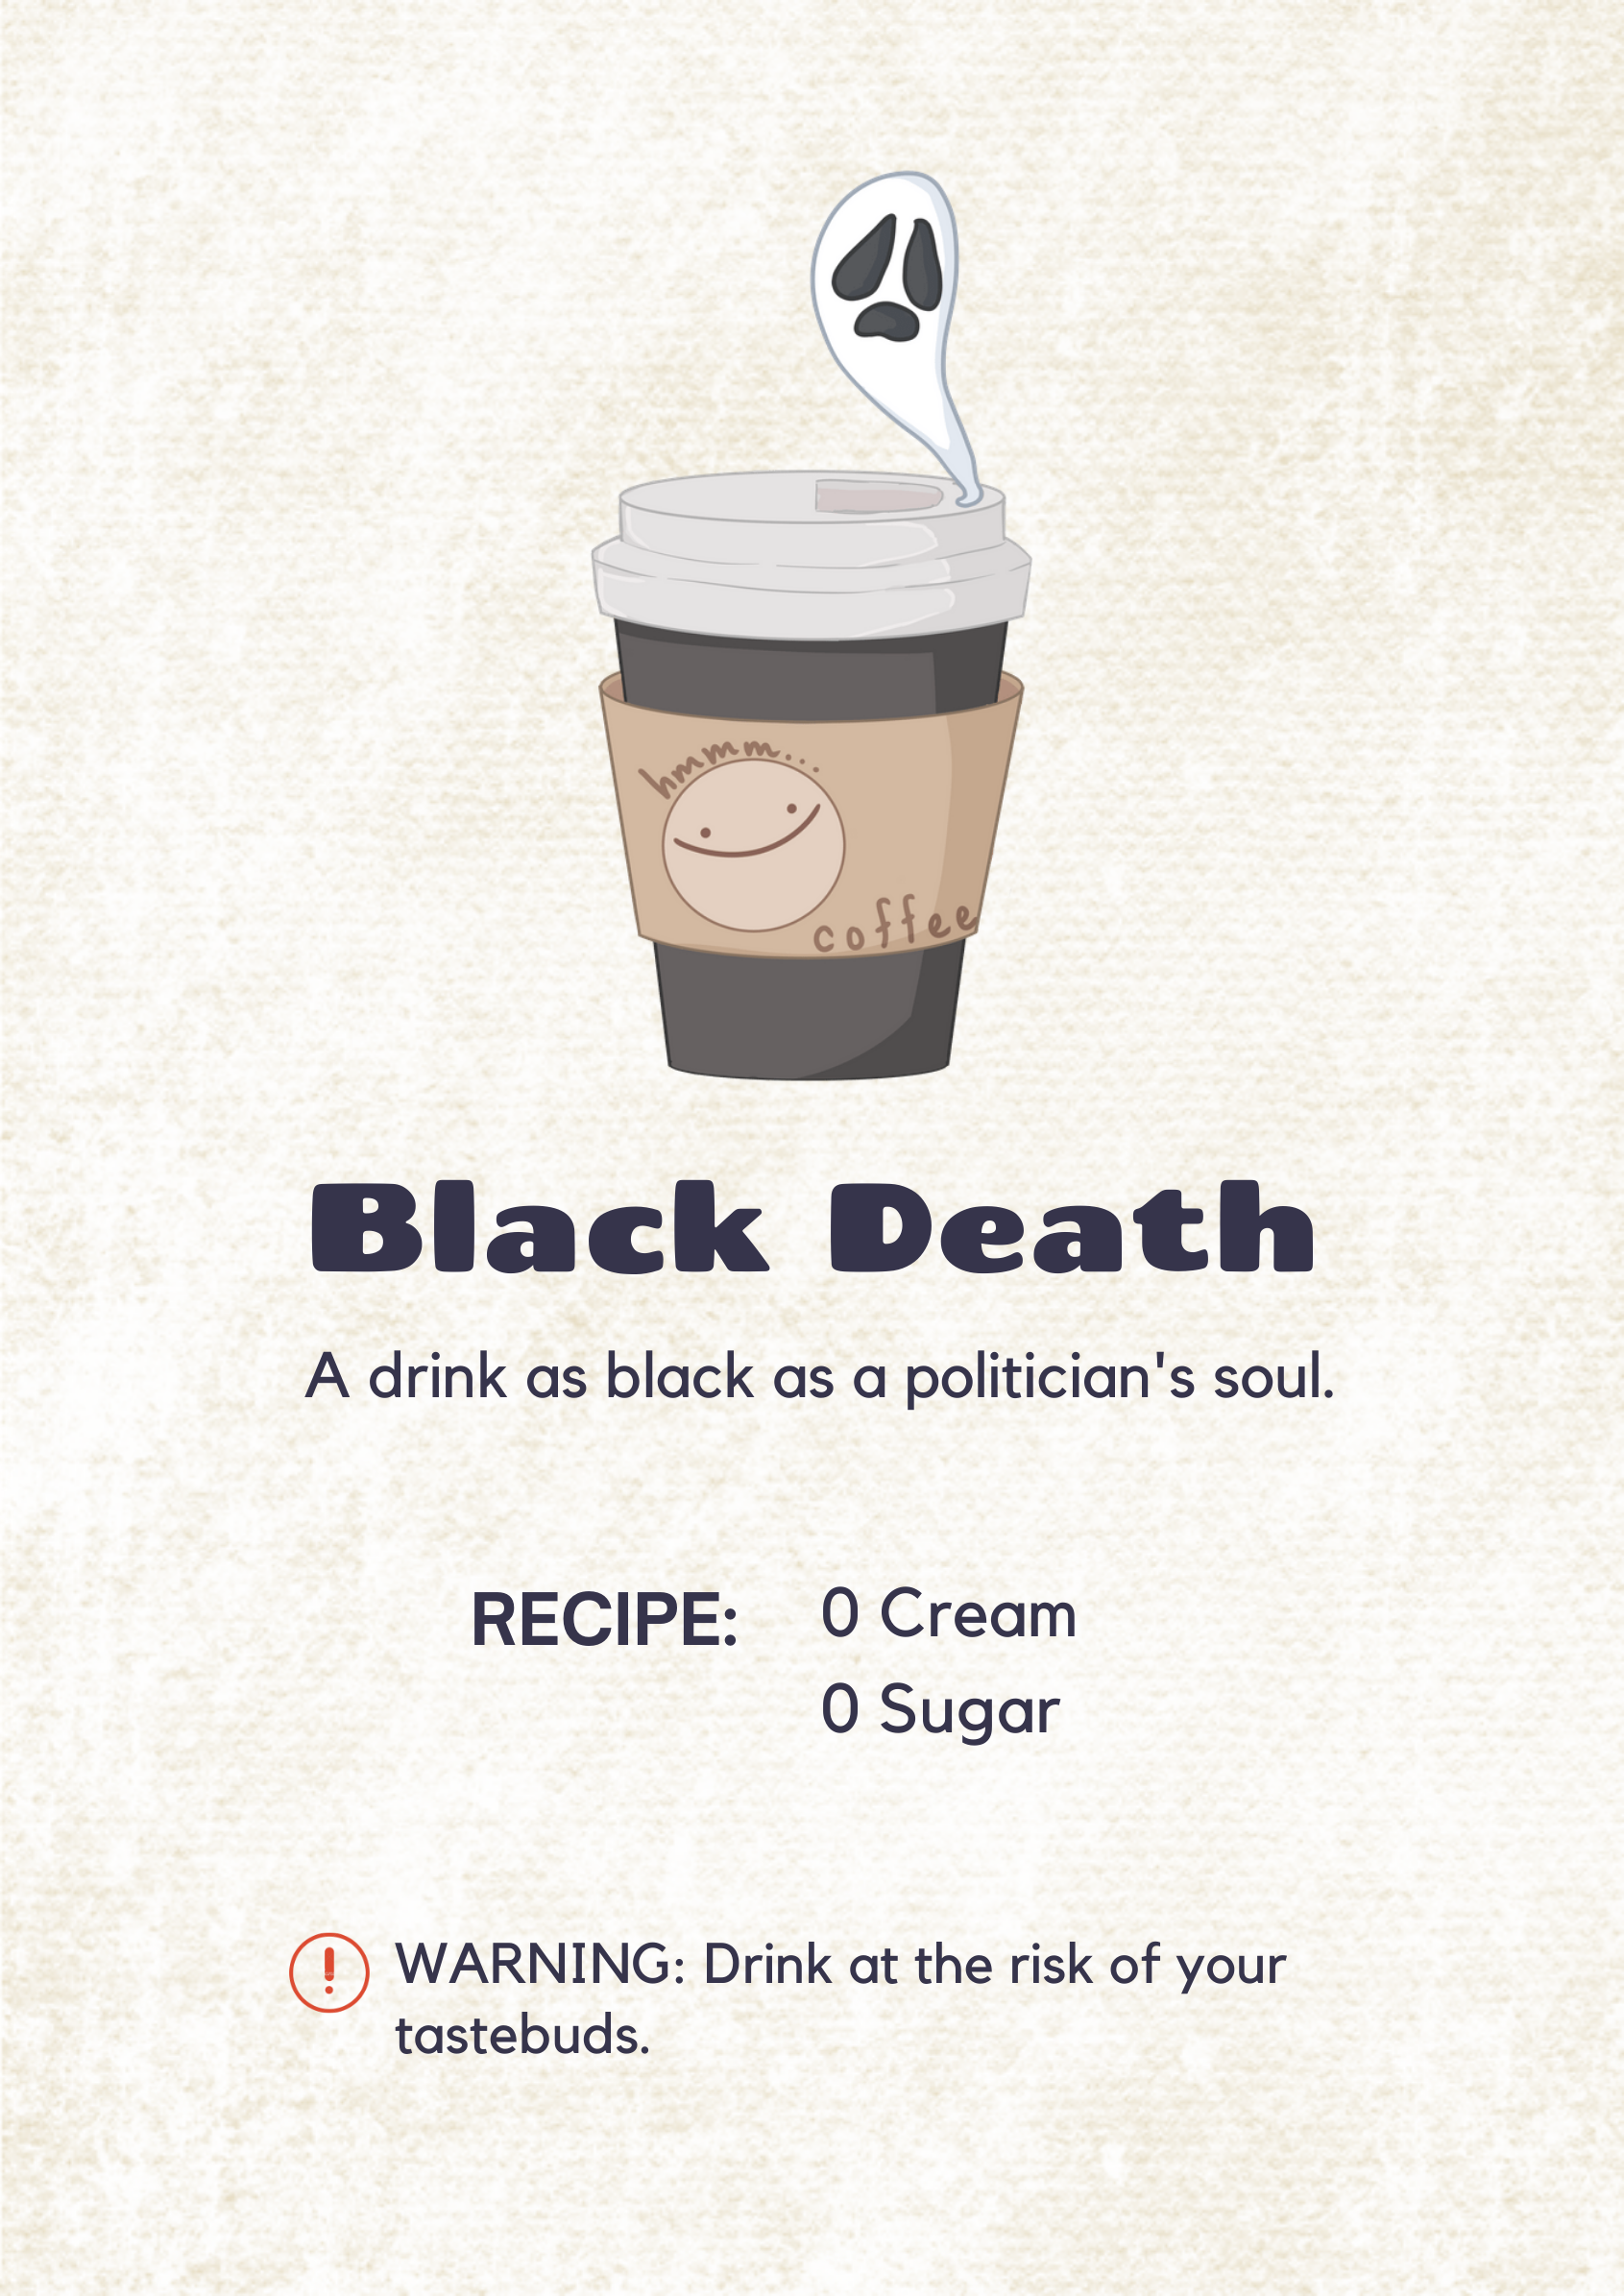 hmmm...
coffee
Black Death
A drink as black as a politician's soul.
RECIPE:
0 Cream
0 Sugar
WARNING: Drink at the risk of your
tastebuds.